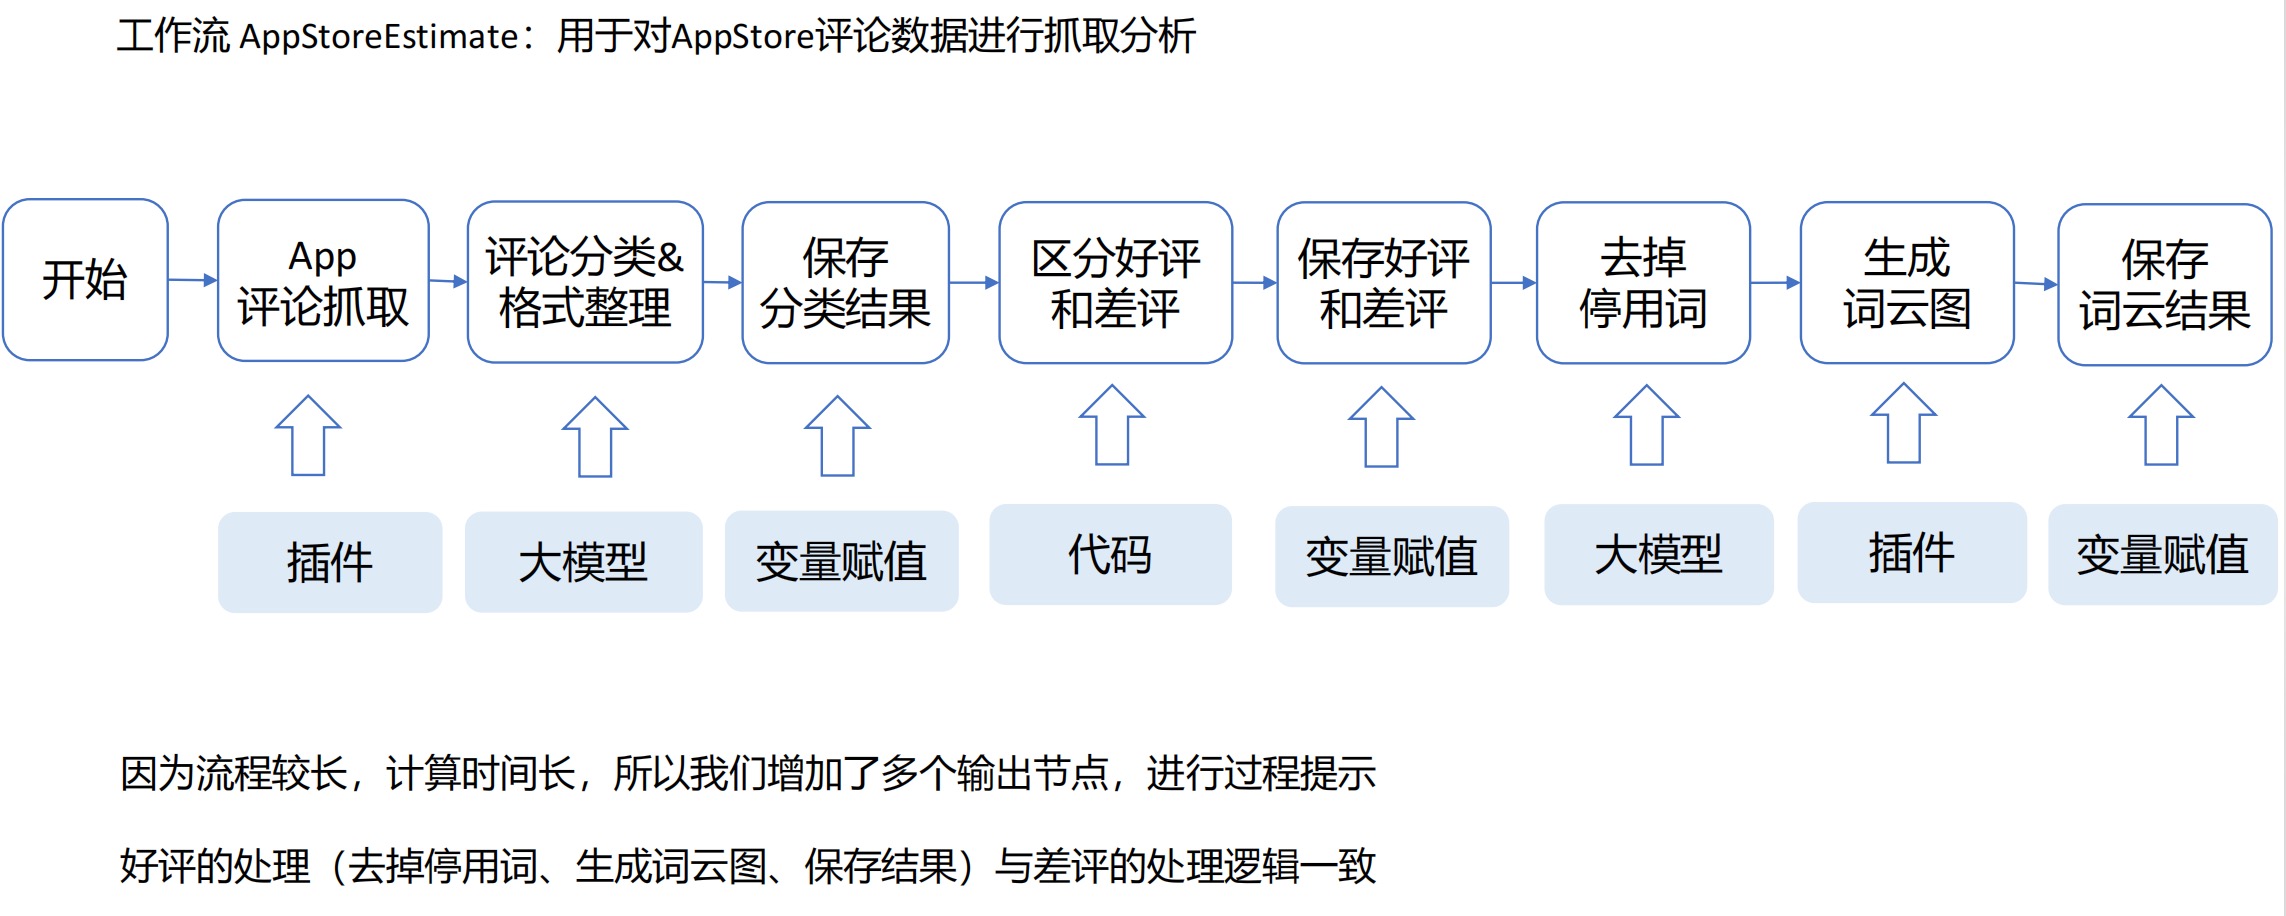 工作流 AppStoreEstimate：用于对AppStore评论数据进行抓取分析
开始
App
评论抓取
评论分类&
格式整理
保存
分类结果
区分好评
和差评
保存好评
和差评
去掉
停用词
生成
词云图
保存
词云结果
插件
大模型
变量赋值
代码
变量赋值
大模型
插件
变量赋值
因为流程较长，计算时间长，所以我们增加了多个输出节点，进行过程提示
好评的处理（去掉停用词、生成词云图、保存结果）与差评的处理逻辑一致